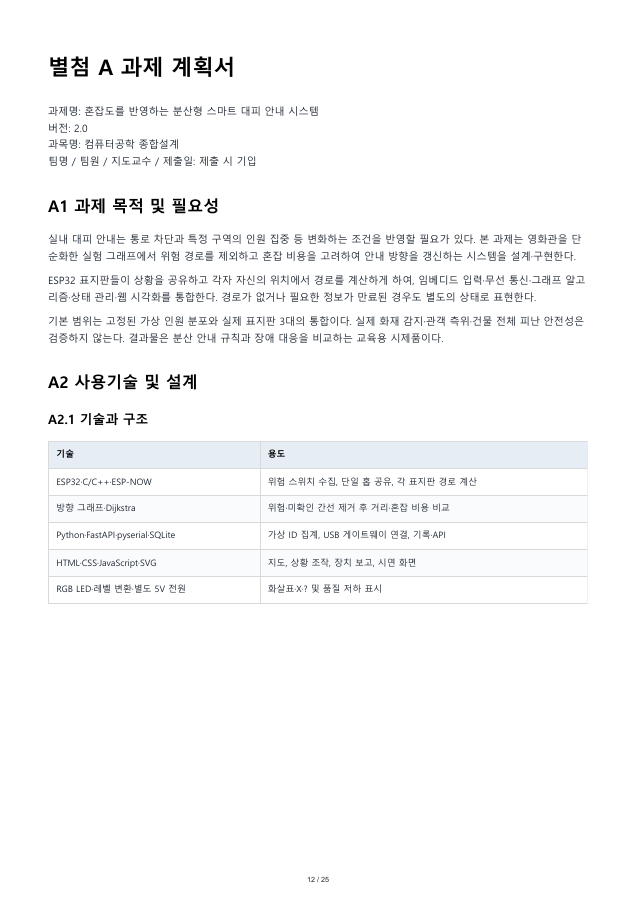 별첨 A 과제 계획서
과제명: 혼잡도를 반영하는 분산형 스마트 대피 안내 시스템
버전: 2.0
과목명: 컴퓨터공학 종합설계
팀명 / 팀원 / 지도교수 / 제출일: 제출 시 기입
A1 과제 목적 및 필요성
실내 대피 안내는 통로 차단과 특정 구역의 인원 집중 등 변화하는 조건을 반영할 필요가 있다. 본 과제는 영화관을 단
순화한 실험 그래프에서 위험 경로를 제외하고 혼잡 비용을 고려하여 안내 방향을 갱신하는 시스템을 설계·구현한다.
ESP32 표지판들이 상황을 공유하고 각자 자신의 위치에서 경로를 계산하게 하여, 임베디드 입력·무선 통신·그래프 알고
리즘·상태 관리·웹 시각화를 통합한다. 경로가 없거나 필요한 정보가 만료된 경우도 별도의 상태로 표현한다.
기본 범위는 고정된 가상 인원 분포와 실제 표지판 3대의 통합이다. 실제 화재 감지·관객 측위·건물 전체 피난 안전성은
검증하지 않는다. 결과물은 분산 안내 규칙과 장애 대응을 비교하는 교육용 시제품이다.
A2 사용기술 및 설계
A2.1 기술과 구조
기술 용도
ESP32·C/C++·ESP-NOW 위험 스위치 수집, 단일 홉 공유, 각 표지판 경로 계산
방향 그래프·Dijkstra 위험·미확인 간선 제거 후 거리·혼잡 비용 비교
Python·FastAPI·pyserial·SQLite 가상 ID 집계, USB 게이트웨이 연결, 기록·API
HTML·CSS·JavaScript·SVG 지도, 상황 조작, 장치 보고, 시연 화면
RGB LED·레벨 변환·별도 5V 전원 화살표·X·? 및 품질 저하 표시
12 / 25